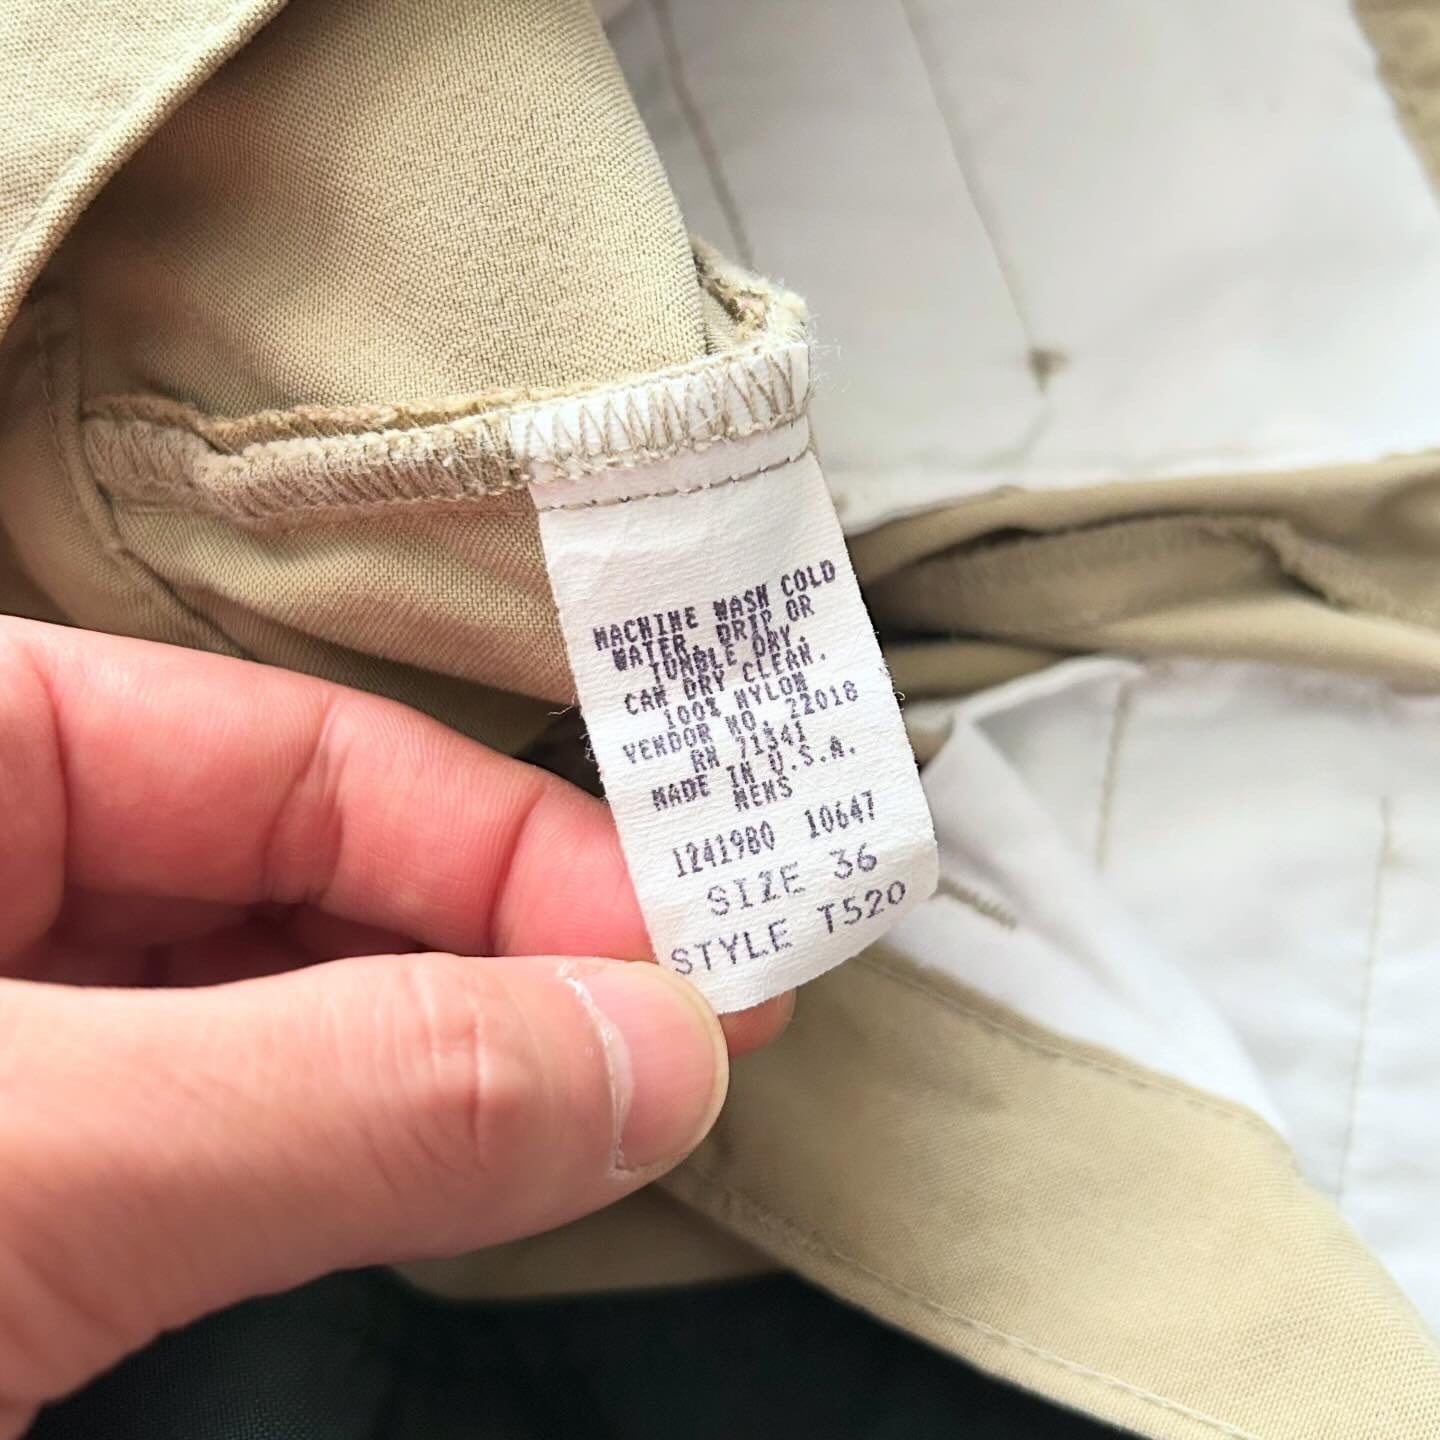 MACHINE WASH COLD
WATER, DRIP OR
TUMBLE DRY.
CAN DRY CLEAN.
100% NYLON
VENDOR NO. 22018
RN 71341
MADE IN U.S.A.
MENS
1241980 10647
SIZE 36
STYLE T520